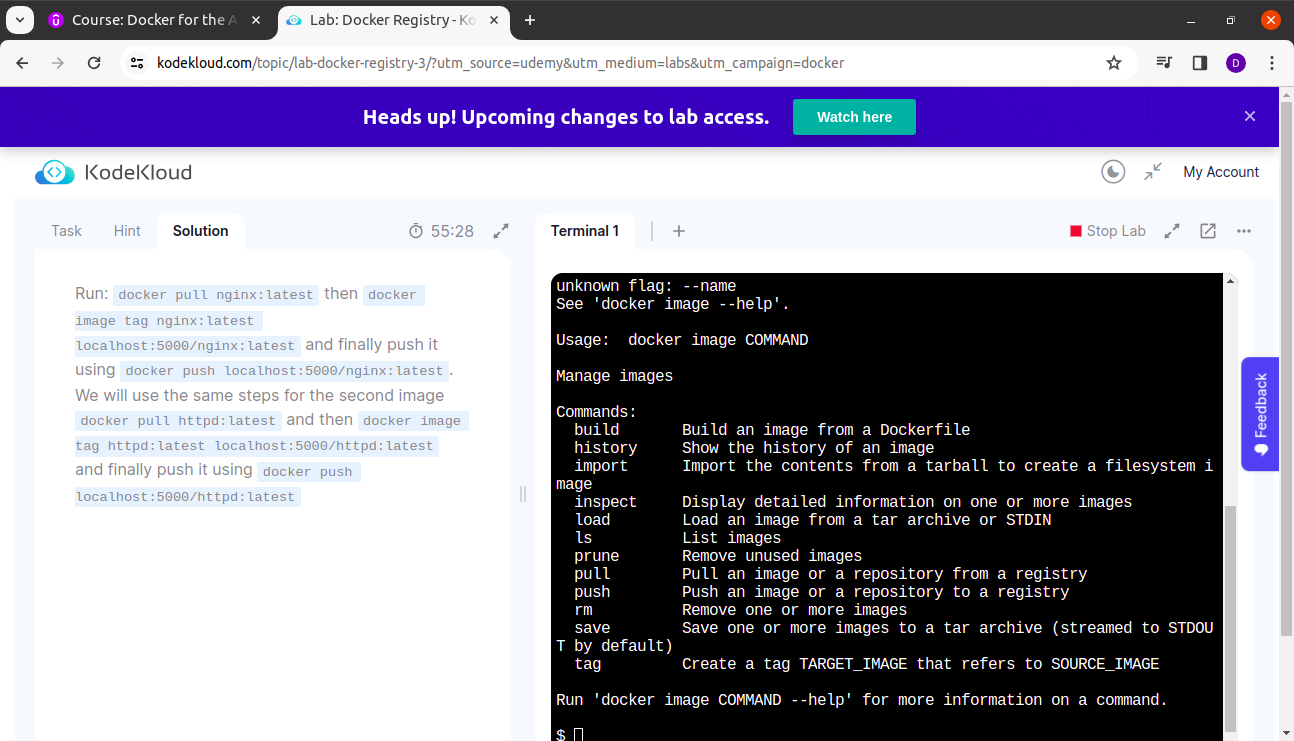 Course: Docker for the A
Lab: Docker Registry - Ko
kodekloud.com/topic/lab-docker-registry-3/?utm_source=udemy&utm_medium=labs&utm_campaign=docker
D
Heads up! Upcoming changes to lab access.
Watch here
KodeKloud
My Account
Task
Hint
Solution
55:28
Terminal 1
Stop Lab
Run: docker pull nginx:latest then docker
image tag nginx:latest
localhost:5000/nginx:latest and finally push it
using docker push localhost:5000/nginx:latest.
We will use the same steps for the second image
docker pull httpd:latest and then docker image
tag httpd:latest localhost:5000/httpd:latest
and finally push it using docker push
localhost:5000/httpd:latest
unknown flag: --name
See 'docker image --help'.
Usage:  docker image COMMAND
Manage images
Commands:
build       Build an image from a Dockerfile
history     Show the history of an image
import      Import the contents from a tarball to create a filesystem i
mage
inspect     Display detailed information on one or more images
load        Load an image from a tar archive or STDIN
ls          List images
prune       Remove unused images
pull        Pull an image or a repository from a registry
push        Push an image or a repository to a registry
rm          Remove one or more images
save        Save one or more images to a tar archive (streamed to STDOU
T by default)
tag         Create a tag TARGET_IMAGE that refers to SOURCE_IMAGE
Run 'docker image COMMAND --help' for more information on a command.
$
Feedback